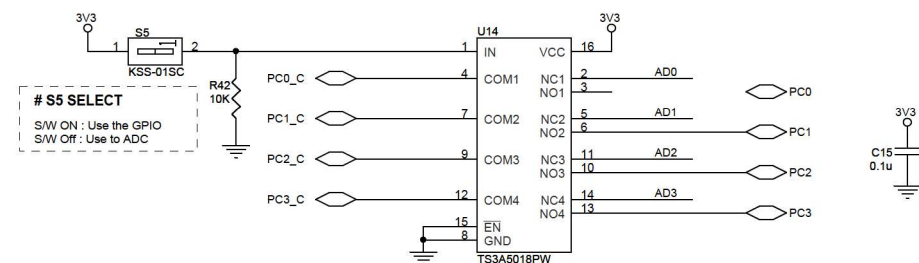 3V3
S5
1
2
KSS-01SC
# S5 SELECT
S/W ON : Use the GPIO
S/W Off : Use to ADC
R42
10K
PC0_C
PC1_C
PC2_C
PC3_C
U14
1 IN
4 COM1
7 COM2
9 COM3
12 COM4
15 EN
8 GND
VCC 16
NC1 2 AD0
NO1 3
NC2 5 AD1
NO2 6
NC3 11 AD2
NO3 10
NC4 14 AD3
NO4 13
TS3A5018PW
3V3
PC0
PC1
PC2
PC3
3V3
C15
0.1u